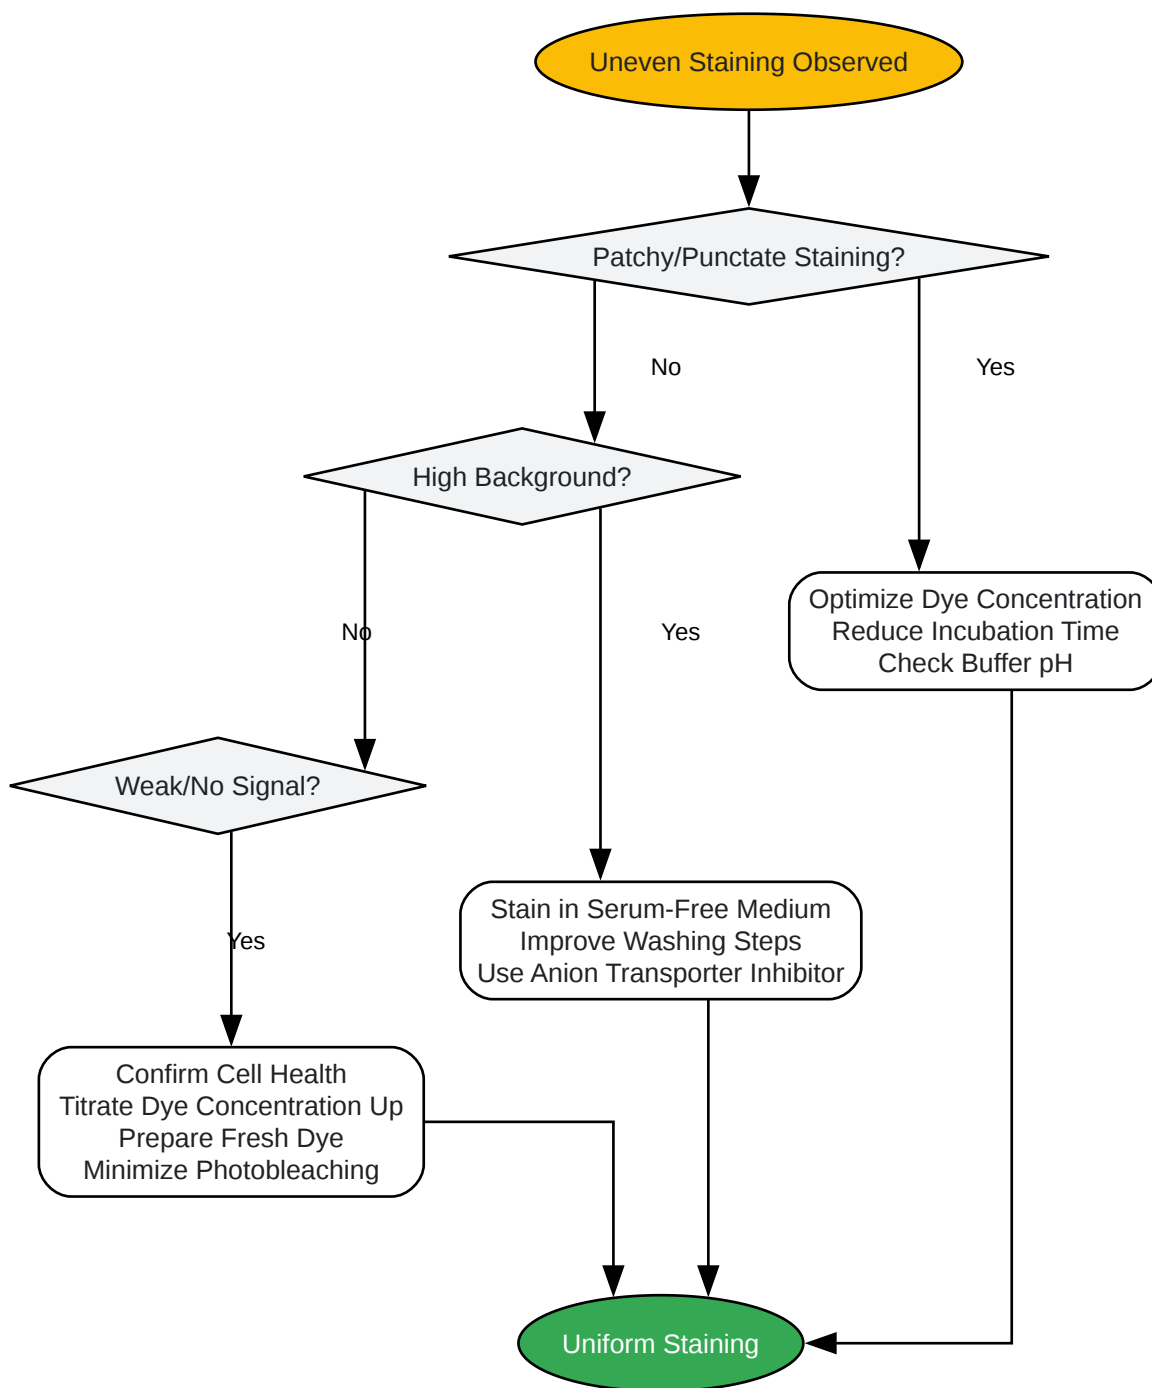 Uneven Staining Observed
Patchy/Punctate Staining?
No
Yes
High Background?
No
Yes
Optimize Dye Concentration
Reduce Incubation Time
Check Buffer pH
Weak/No Signal?
Yes
Stain in Serum-Free Medium
Improve Washing Steps
Use Anion Transporter Inhibitor
Confirm Cell Health
Titrate Dye Concentration Up
Prepare Fresh Dye
Minimize Photobleaching
Uniform Staining